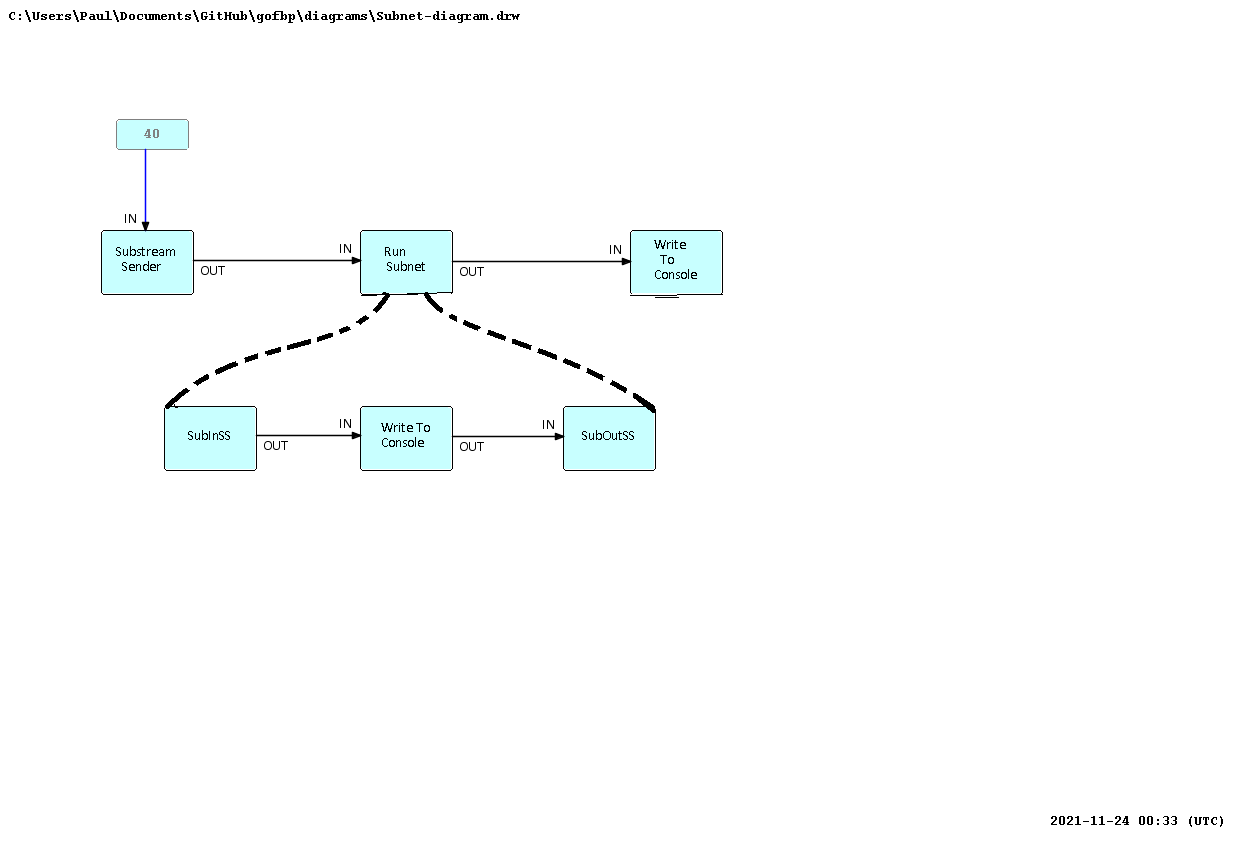 C:\Users\Paul\Documents\GitHub\gofbp\diagrams\Subnet-diagram.drw
40
IN
Substream
Sender
OUT
IN
Run
Subnet
OUT
IN
Write
To
Console
SubInSS
OUT
IN
Write To
Console
OUT
IN
SubOutSS
2021-11-24 00:33 (UTC)